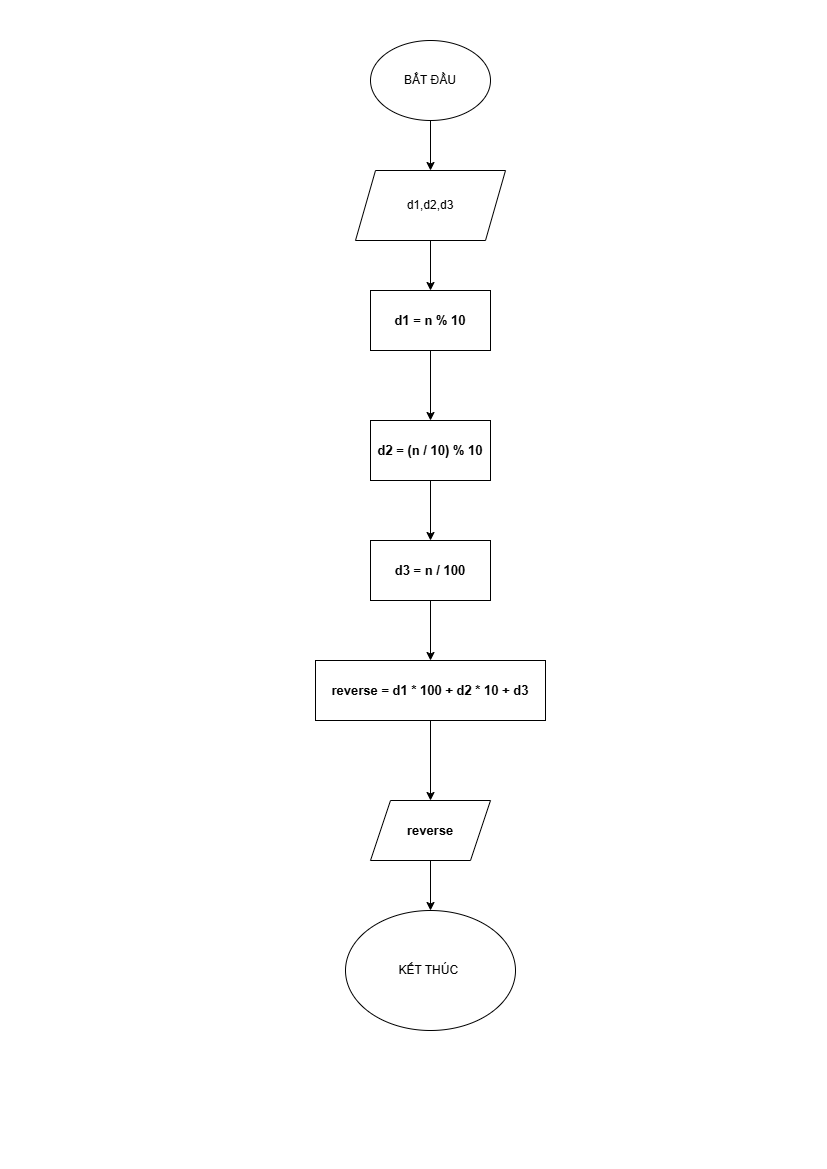 BẮT ĐẦU
d1,d2,d3
d1 = n % 10
d2 = (n / 10) % 10
d3 = n / 100
reverse = d1 * 100 + d2 * 10 + d3
reverse
KẾT THÚC